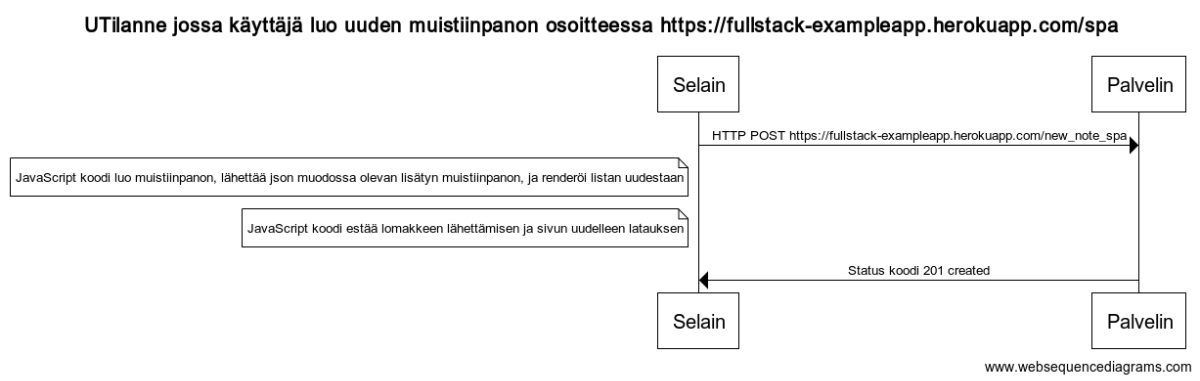 UTilanne jossa käyttäjä luo uuden muistiinpanon osoitteessa https://fullstack-exampleapp.herokuapp.com/spa
Selain
Palvelin
HTTP POST https://fullstack-exampleapp.herokuapp.com/new_note_spa
JavaScript koodi luo muistiinpanon, lähettää json muodossa olevan lisätyn muistiinpanon, ja renderöi listan uudestaan
JavaScript koodi estää lomakkeen lähettämisen ja sivun uudelleen latauksen
Status koodi 201 created
Selain
Palvelin
www.websequencediagrams.com